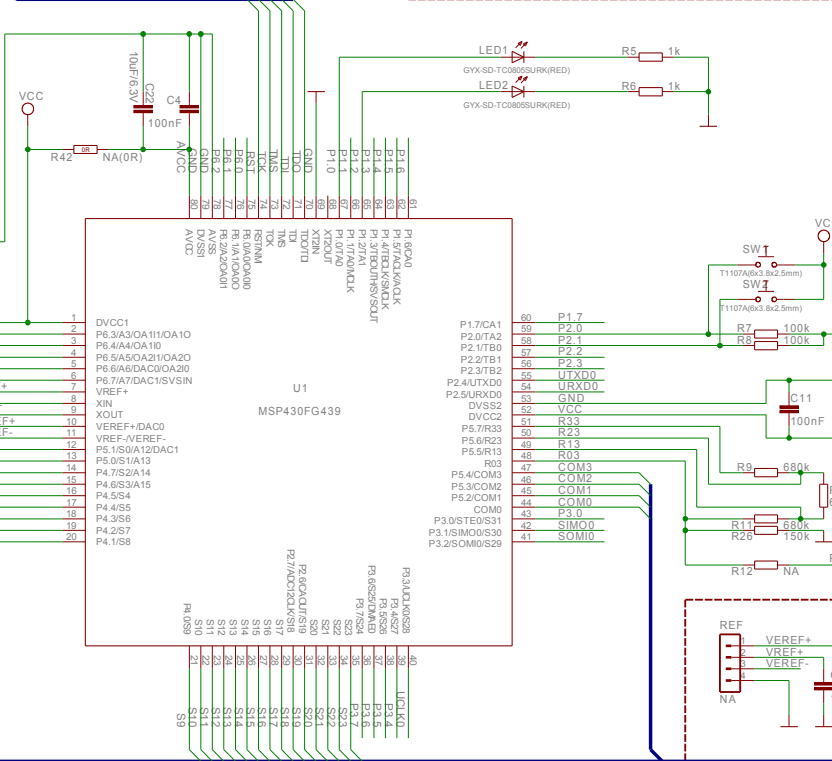 LED1
GYX-SD-TC0805SURK(RED)
R5
1k
LED2
GYX-SD-TC0805SURK(RED)
R6
1k
VCC
10uF/6.3V
C22
C4
100nF
R42
0R
NA(0R)
AVCC
GND
GND
P6.2
P6.1
P6.0
RST
TCK
TMS
TDI
TDO
GND
P1.0
P1.1
P1.2
P1.3
P1.4
P1.5
P1.6
80
79
78
77
76
75
74
73
72
71
70
69
68
67
66
65
64
63
62
61
AVCC
DVSS1
AVSS
P6.2/A2/OA0I1
P6.1/A1/OA0O
P6.0/A0/OA0I0
RST/NMI
TCK
TMS
TDI
TDO/TDI
XT2IN
XT2OUT
P1.0/TA0
P1.1/TA0/MCLK
P1.2/TA1
P1.3/TBOUTH/SVSOUT
P1.4/TBCLK/SMCLK
P1.5/TACLK/ACLK
P1.6/CA0
1 DVCC1
2 P6.3/A3/OA1I1/OA1O
3 P6.4/A4/OA1I0
4 P6.5/A5/OA2I1/OA2O
5 P6.6/A6/DAC0/OA2I0
6 P6.7/A7/DAC1/SVSIN
7 VREF+
8 XIN
9 XOUT
10 VEREF+/DAC0
11 VREF-/VEREF-
12 P5.1/S0/A12/DAC1
13 P5.0/S1/A13
14 P4.7/S2/A14
15 P4.6/S3/A15
16 P4.5/S4
17 P4.4/S5
18 P4.3/S6
19 P4.2/S7
20 P4.1/S8
U1
MSP430FG439
P1.7/CA1 60 P1.7
P2.0/TA2 59 P2.0
P2.1/TB0 58 P2.1
P2.2/TB1 57 P2.2
P2.3/TB2 56 P2.3
P2.4/UTXD0 55 UTXD0
P2.5/URXD0 54 URXD0
DVSS2 53 GND
DVCC2 52 VCC
P5.7/R33 51 R33
P5.6/R23 50 R23
P5.5/R13 49 R13
R03 48 R03
P5.4/COM3 47 COM3
P5.3/COM2 46 COM2
P5.2/COM1 45 COM1
COM0 44 COM0
P3.0/STE0/S31 43 P3.0
P3.1/SIMO0/S30 42 SIMO0
P3.2/SOMI0/S29 41 SOMI0
P4.0/S9
S10
S11
S12
S13
S14
S15
S16
S17
P2.7/ADC12CLK/S18
P2.6/CAOUT/S19
S20
S21
S22
S23
P3.7/S24
P3.6/S25/DMAE0
P3.5/S26
P3.4/S27
P3.3/UCLK0/S28
21
22
23
24
25
26
27
28
29
30
31
32
33
34
35
36
37
38
39
40
S9
S10
S11
S12
S13
S14
S15
S16
S17
S18
S19
S20
S21
S22
S23
P3.7
P3.6
P3.5
P3.4
UCLK0
VC
SW1
T1107A(6x3.8x2.5mm)
SW2
T1107A(6x3.8x2.5mm)
R7 100k
R8 100k
C11
100nF
R9 680k
R11 680k
R26 150k
R12 NA
REF
1 VEREF+
2 VREF+
3 VEREF-
4
NA